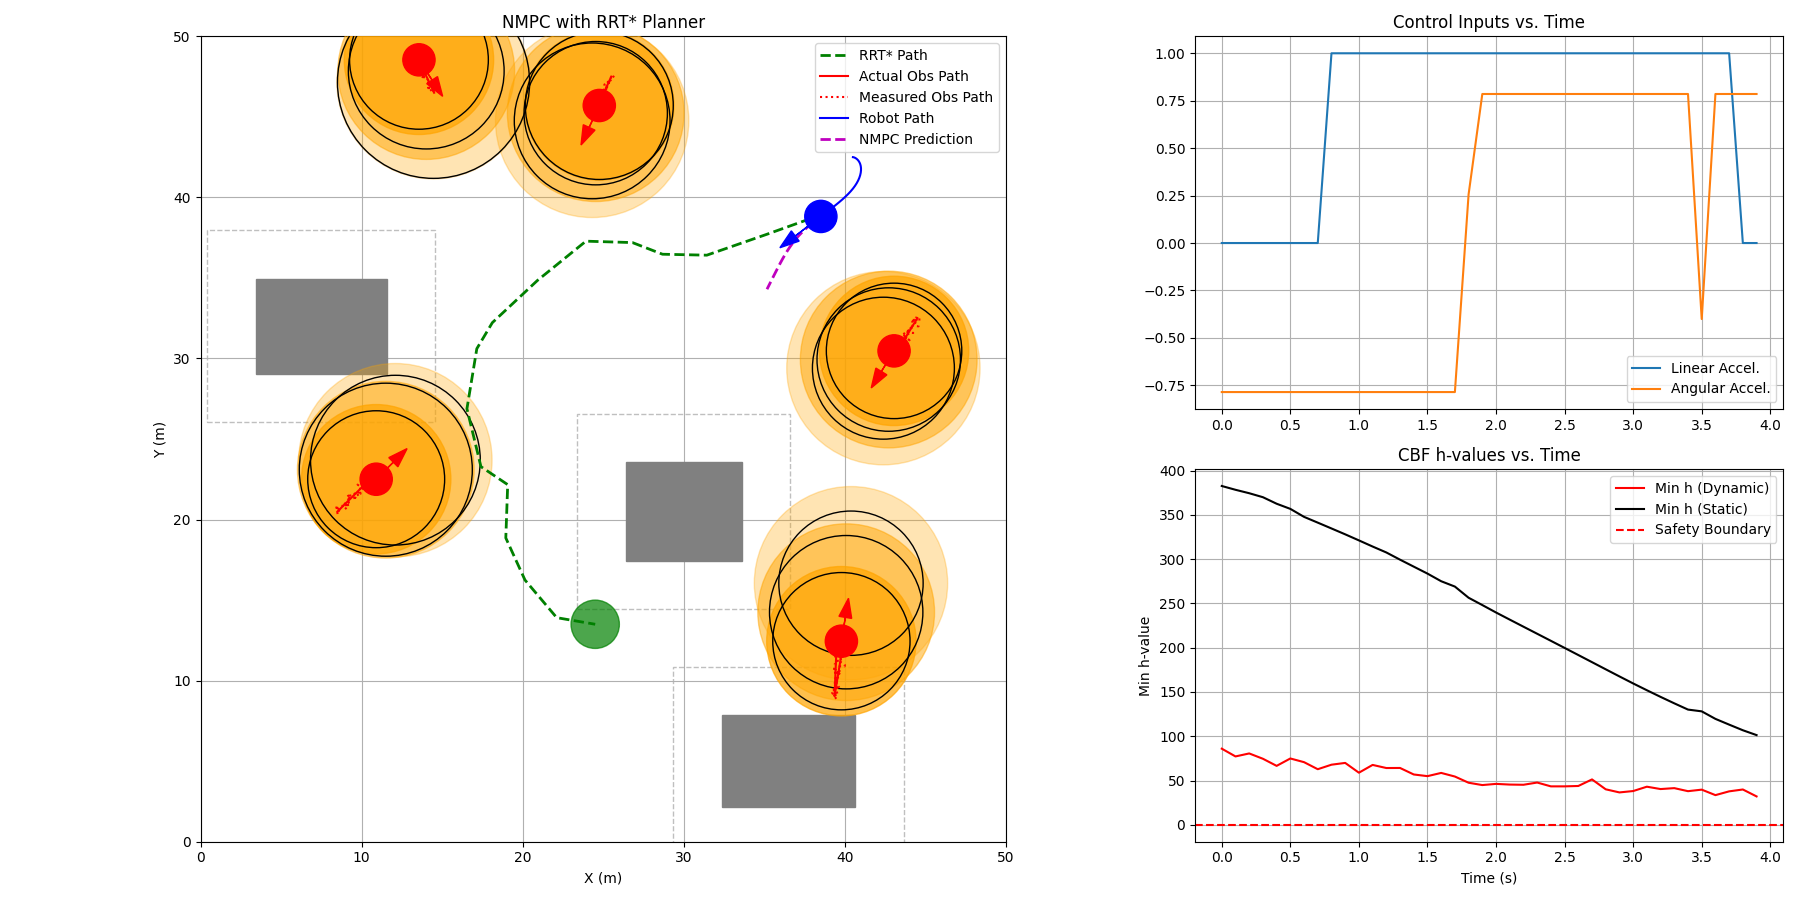 NMPC with RRT* Planner
50
40
30
20
10
0
Y (m)
0 10 20 30 40 50
X (m)
RRT* Path
Actual Obs Path
Measured Obs Path
Robot Path
NMPC Prediction
Control Inputs vs. Time
1.00
0.75
0.50
0.25
0.00
−0.25
−0.50
−0.75
0.0 0.5 1.0 1.5 2.0 2.5 3.0 3.5 4.0
Linear Accel.
Angular Accel.
CBF h-values vs. Time
400
350
300
250
200
150
100
50
0
Min h-value
0.0 0.5 1.0 1.5 2.0 2.5 3.0 3.5 4.0
Time (s)
Min h (Dynamic)
Min h (Static)
Safety Boundary